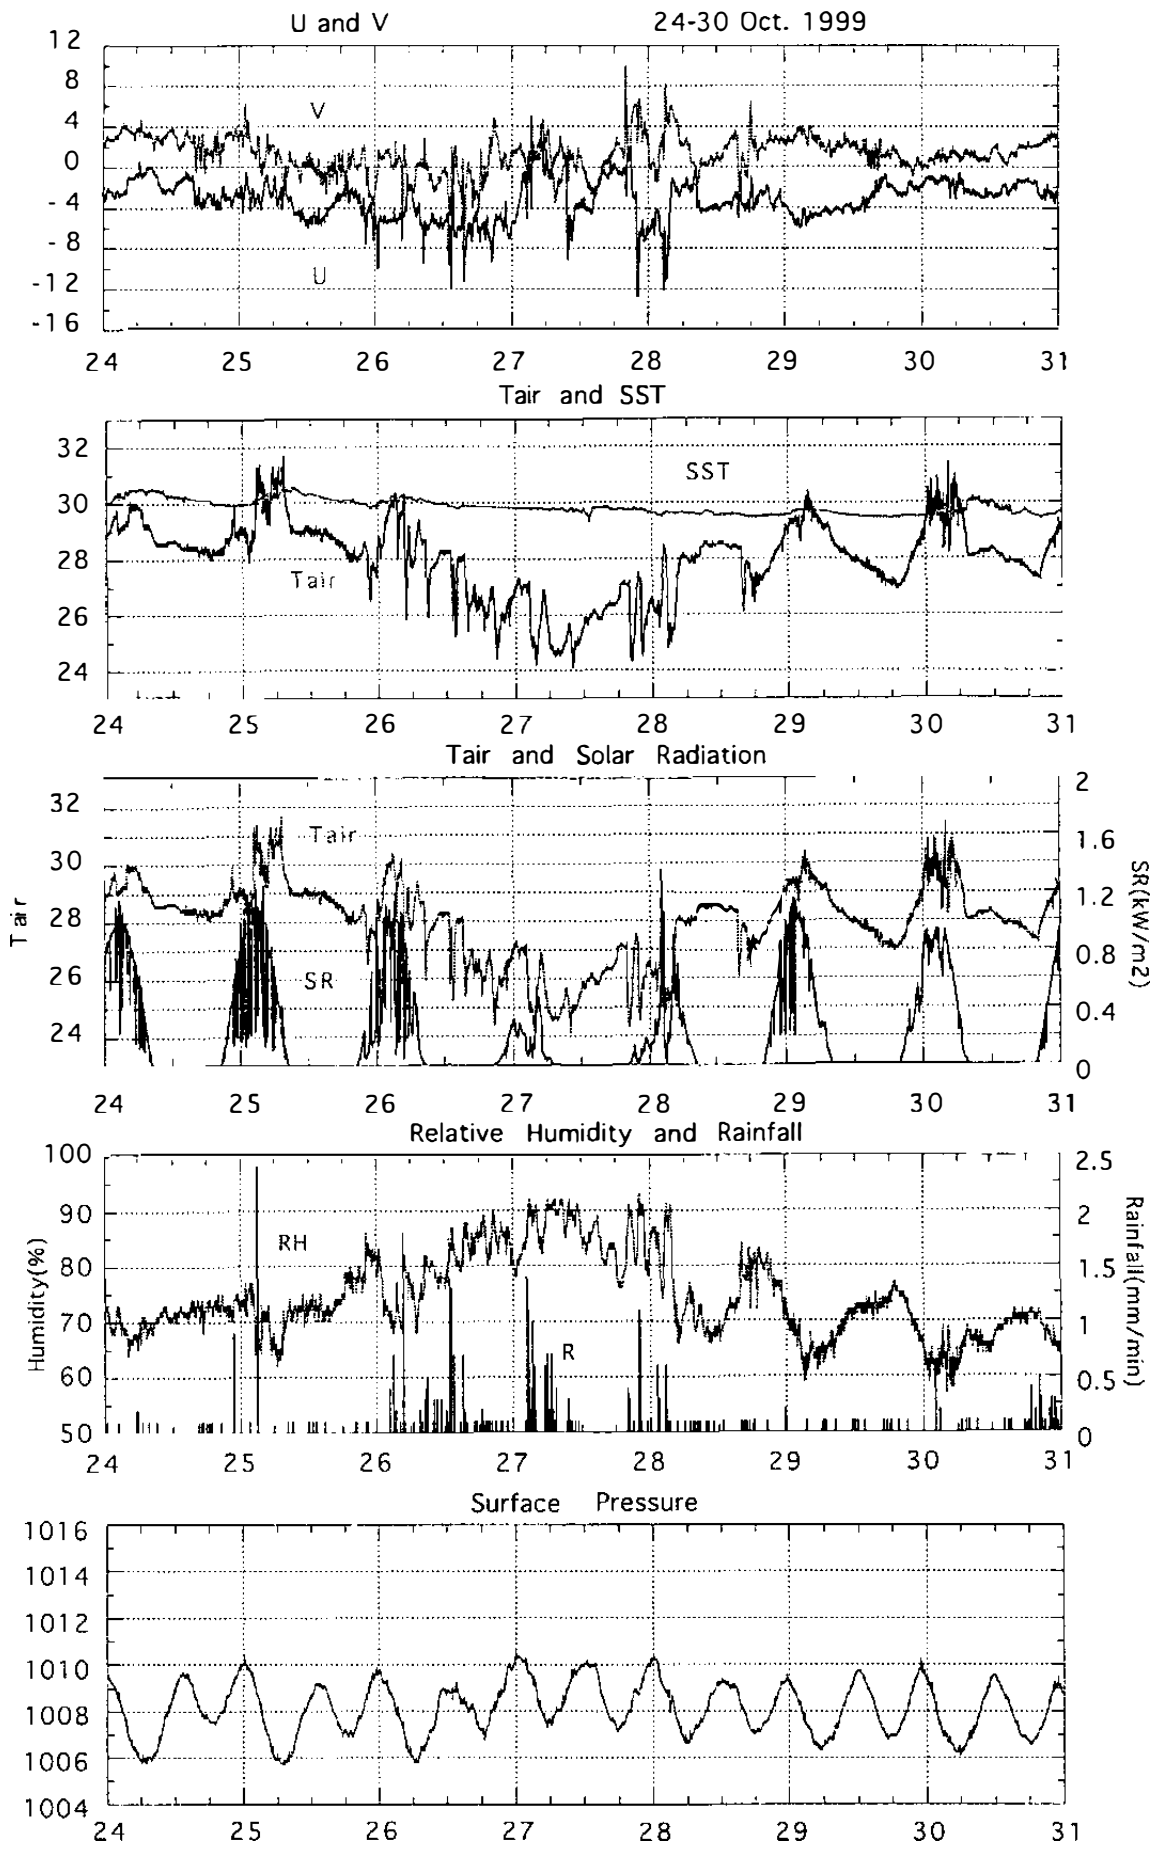 U and V 24-30 Oct. 1999
12
8
V
4
0
-4
-8
U
-12
-16
24 25 26 27 28 29 30 31
Tair and SST
32
SST
30
28
Tair
26
24
24 25 26 27 28 29 30 31
Tair and Solar Radiation
2
32
Tair 1.6
30
1.2
28
Tair SR(kW/m2)
0.8
26 SR
0.4
24
0
24 25 26 27 28 29 30 31
Relative Humidity and Rainfall
100 2.5
90 2
RH
80 1.5
Humidity(%) Rainfall(mm/min)
70 1
R
60 0.5
50 0
24 25 26 27 28 29 30 31
Surface Pressure
1016
1014
1012
1010
1008
1006
1004
24 25 26 27 28 29 30 31